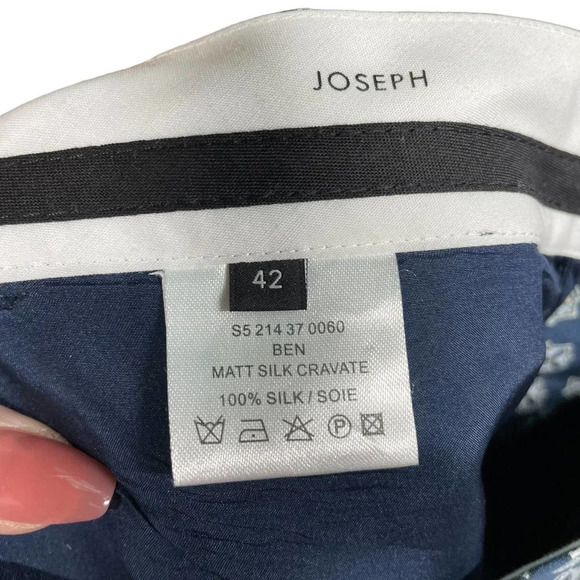 JOSEPH
42
S5 214 37 0060
BEN
MATT SILK CRAVATE
100% SILK / SOIE
P